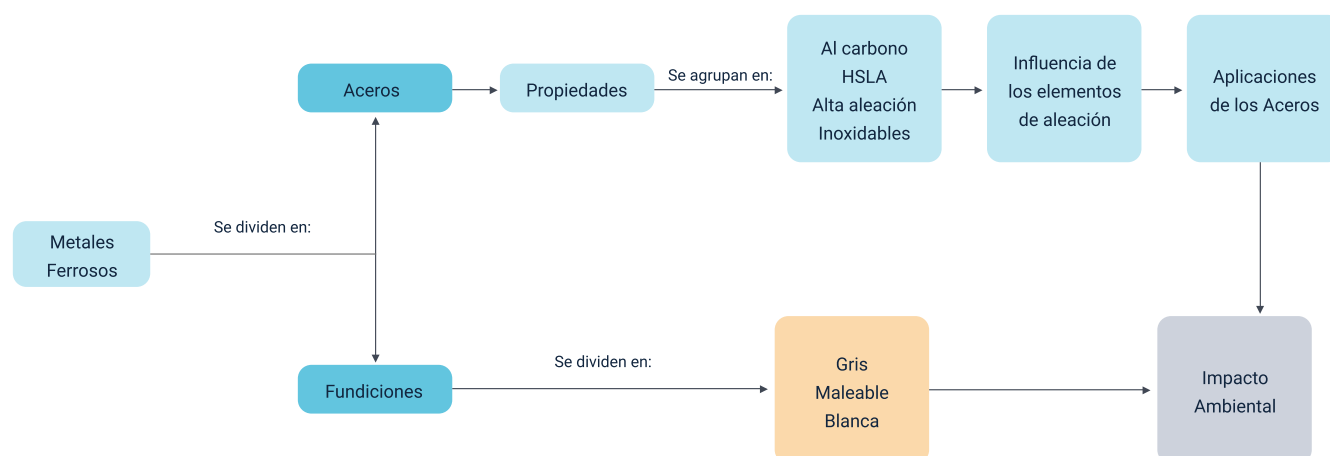 Metales
Ferrosos
Se dividen en:
Aceros
Propiedades
Se agrupan en:
Al carbono
HSLA
Alta aleación
Inoxidables
Influencia de
los elementos
de aleación
Aplicaciones
de los Aceros
Fundiciones
Se dividen en:
Gris
Maleable
Blanca
Impacto
Ambiental